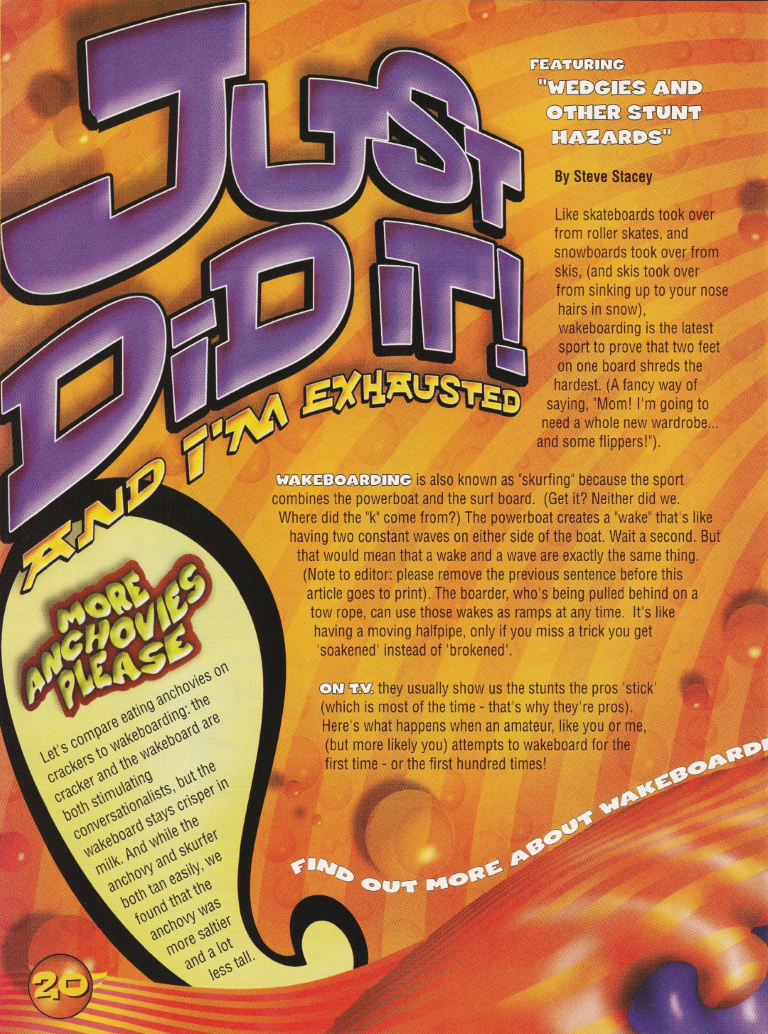 JUST
DiD iT!
AND I'M EXHAUSTED
FEATURING
"WEDGIES AND
OTHER STUNT
HAZARDS"
By Steve Stacey
Like skateboards took over
from roller skates, and
snowboards took over from
skis, (and skis took over
from sinking up to your nose
hairs in snow),
wakeboarding is the latest
sport to prove that two feet
on one board shreds the
hardest. (A fancy way of
saying, "Mom! I'm going to
need a whole new wardrobe...
and some flippers!").
WAKEBOARDING is also known as "skurfing" because the sport
combines the powerboat and the surf board. (Get it? Neither did we.
Where did the "k" come from?) The powerboat creates a "wake" that's like
having two constant waves on either side of the boat. Wait a second. But
that would mean that a wake and a wave are exactly the same thing.
(Note to editor: please remove the previous sentence before this
article goes to print). The boarder, who's being pulled behind on a
tow rope, can use those wakes as ramps at any time. It's like
having a moving halfpipe, only if you miss a trick you get
'soakened' instead of 'brokened'.
ON T.V. they usually show us the stunts the pros 'stick'
(which is most of the time - that's why they're pros).
Here's what happens when an amateur, like you or me,
(but more likely you) attempts to wakeboard for the
first time - or the first hundred times!
MORE
ANCHOVIES
PLEASE
Let's compare eating anchovies on
crackers to wakeboarding: the
cracker and the wakeboard are
both stimulating
conversationalists, but the
wakeboard stays crisper in
milk. And while the
anchovy and skurfer
both tan easily, we
found that the
anchovy was
more saltier
and a lot
less tall.
FIND OUT MORE ABOUT WAKEBOARDI
20